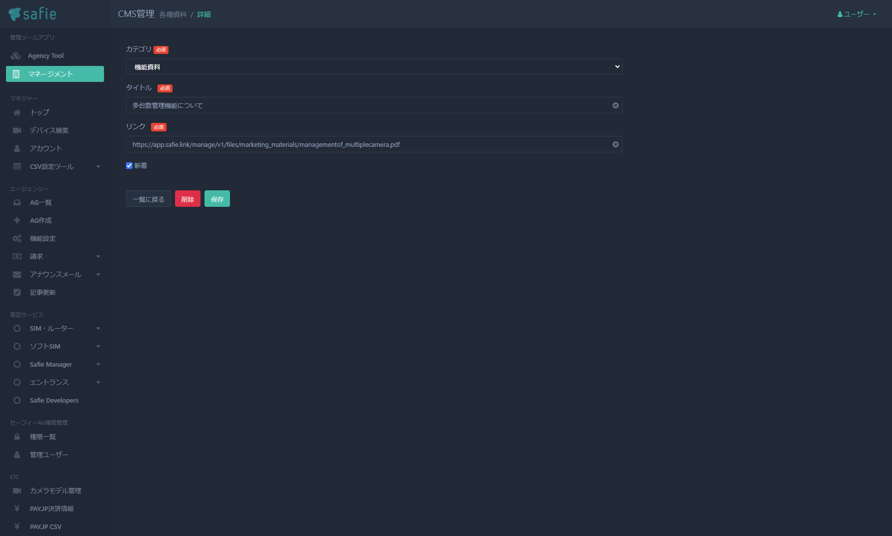 safie
CMS管理 各種資料 / 詳細
ユーザー
管理ツールアプリ
Agency Tool
マネージメント
マネジャー
トップ
デバイス検索
アカウント
CSV設定ツール
エージェンシー
AG一覧
AG作成
機能設定
請求
アナウンスメール
記事更新
周辺サービス
SIM・ルーター
ソフトSIM
Safie Manager
エントランス
Safie Developers
セーフィーAG権限管理
権限一覧
管理ユーザー
ETC
カメラモデル管理
PAY.JP決済情報
PAY.JP CSV
カテゴリ 必須
機能資料
タイトル 必須
多台数管理機能について
リンク 必須
https://app.safie.link/manage/v1/files/marketing_materials/managementof_multiplecamera.pdf
新着
一覧に戻る 削除 保存